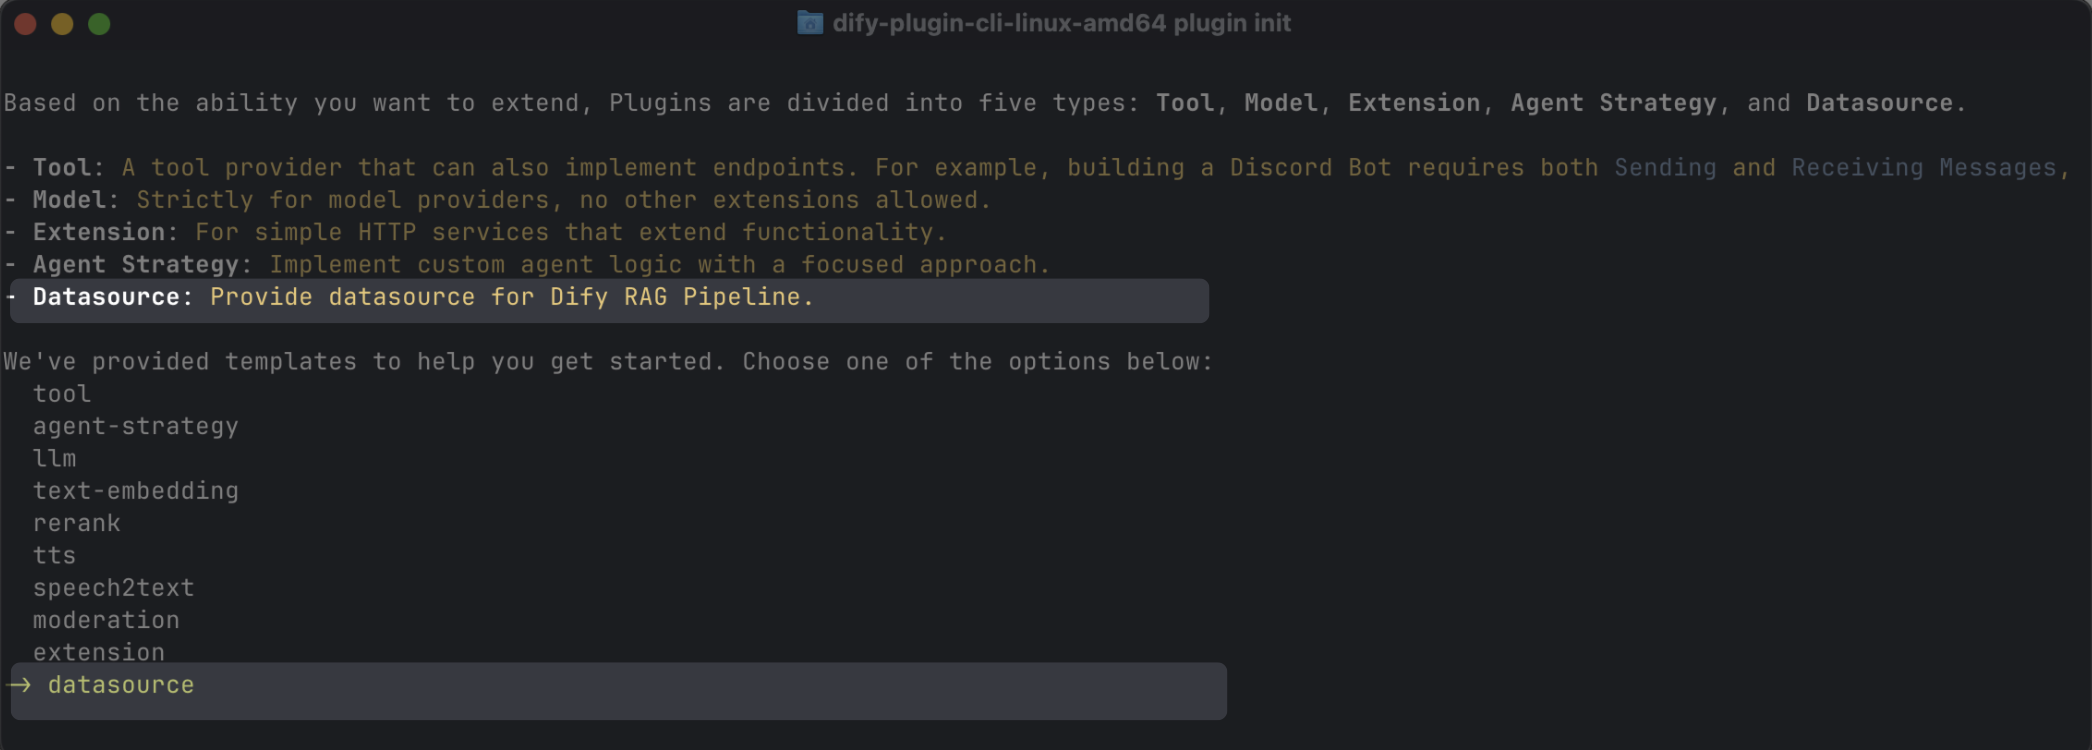 dify-plugin-cli-linux-amd64 plugin init
Based on the ability you want to extend, Plugins are divided into five types: Tool, Model, Extension, Agent Strategy, and Datasource.
- Tool: A tool provider that can also implement endpoints. For example, building a Discord Bot requires both Sending and Receiving Messages,
- Model: Strictly for model providers, no other extensions allowed.
- Extension: For simple HTTP services that extend functionality.
- Agent Strategy: Implement custom agent logic with a focused approach.
- Datasource: Provide datasource for Dify RAG Pipeline.
We've provided templates to help you get started. Choose one of the options below:
tool
agent-strategy
llm
text-embedding
rerank
tts
speech2text
moderation
extension
→ datasource